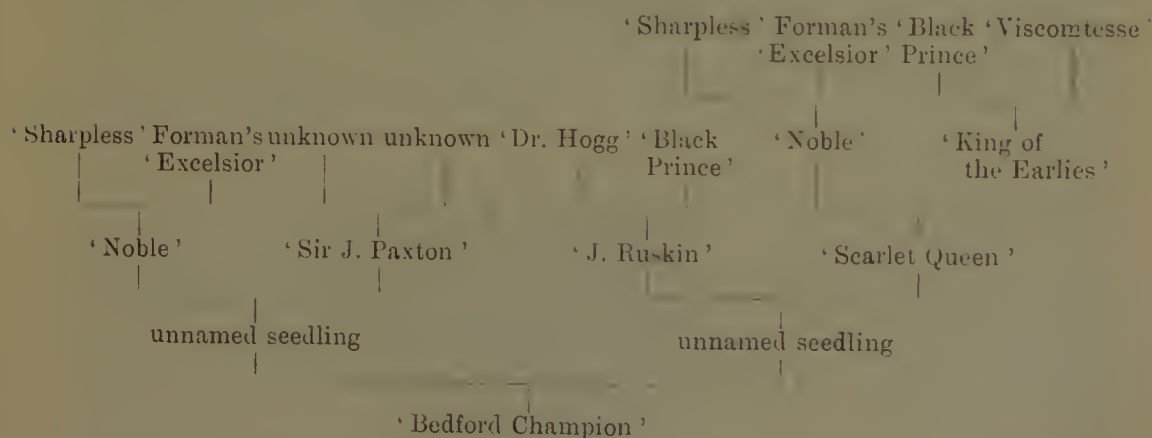 ‘Sharpless’ Forman's ‘Black ‘Viscomtesse’
‘Excelsior’ Prince’
‘Sharpless’ Forman's unknown unknown ‘Dr. Hogg’ ‘Black ‘Noble’ ‘King of
‘Excelsior’ Prince’ the Earlies’
‘Noble’ ‘Sir J. Paxton’ ‘J. Ruskin’ ‘Scarlet Queen’
unnamed seedling unnamed seedling
‘Bedford Champion’